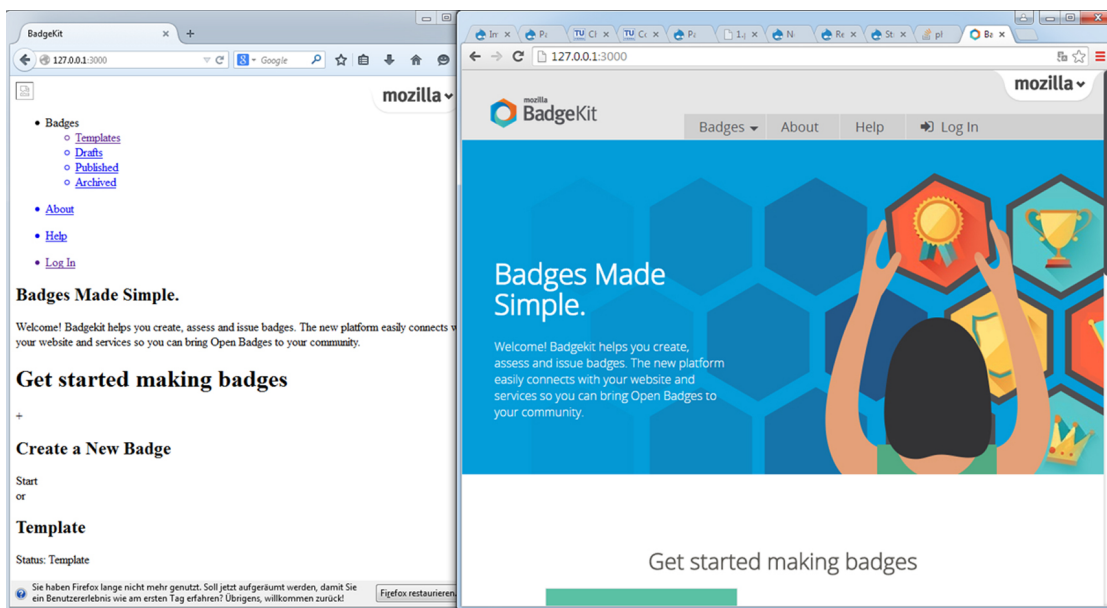 BadgeKit
127.0.0.1:3000
Google
mozilla
Badges
Templates
Drafts
Published
Archived
About
Help
Log In
Badges Made Simple.
Welcome! Badgekit helps you create, assess and issue badges. The new platform easily connects w
your website and services so you can bring Open Badges to your community.
Get started making badges
+
Create a New Badge
Start
or
Template
Status: Template
Sie haben Firefox lange nicht mehr genutzt. Soll jetzt aufgeräumt werden, damit Sie
ein Benutzererlebnis wie am ersten Tag erfahren? Übrigens, willkommen zurück!
Firefox restaurieren
127.0.0.1:3000
mozilla
mozilla
BadgeKit
Badges About Help Log In
Badges Made
Simple.
Welcome! Badgekit helps you create,
assess and issue badges. The new platform
easily connects with your website and
services so you can bring Open Badges to
your community.
Get started making badges